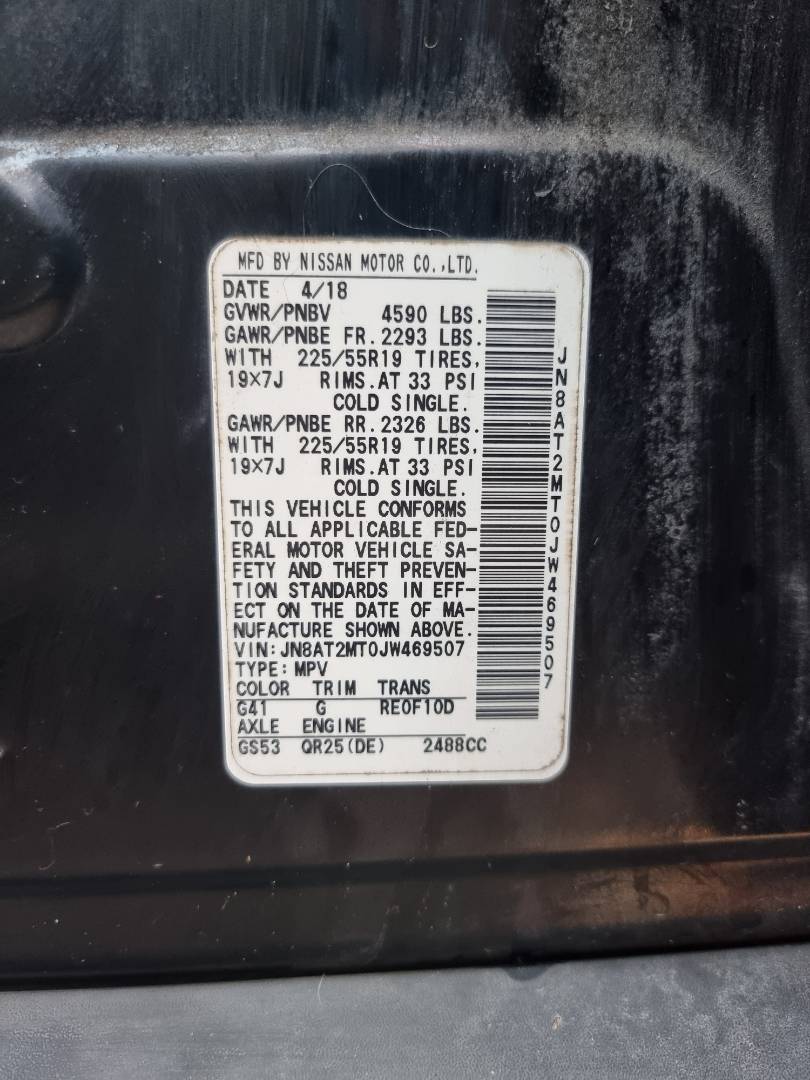 MFD BY NISSAN MOTOR CO.,LTD.
DATE 4/18
GVWR/PNBV 4590 LBS.
GAWR/PNBE FR.2293 LBS.
WITH 225/55R19 TIRES,
19×7J RIMS.AT 33 PSI
COLD SINGLE.
GAWR/PNBE RR.2326 LBS.
WITH 225/55R19 TIRES,
19×7J RIMS.AT 33 PSI
COLD SINGLE.
THIS VEHICLE CONFORMS
TO ALL APPLICABLE FED-
ERAL MOTOR VEHICLE SA-
FETY AND THEFT PREVEN-
TION STANDARDS IN EFF-
ECT ON THE DATE OF MA-
NUFACTURE SHOWN ABOVE.
VIN:JN8AT2MT0JW469507
TYPE:MPV
COLOR TRIM TRANS
G41 G RE0F10D
AXLE ENGINE
GS53 QR25(DE) 2488CC
JN8AT2MT0JW469507